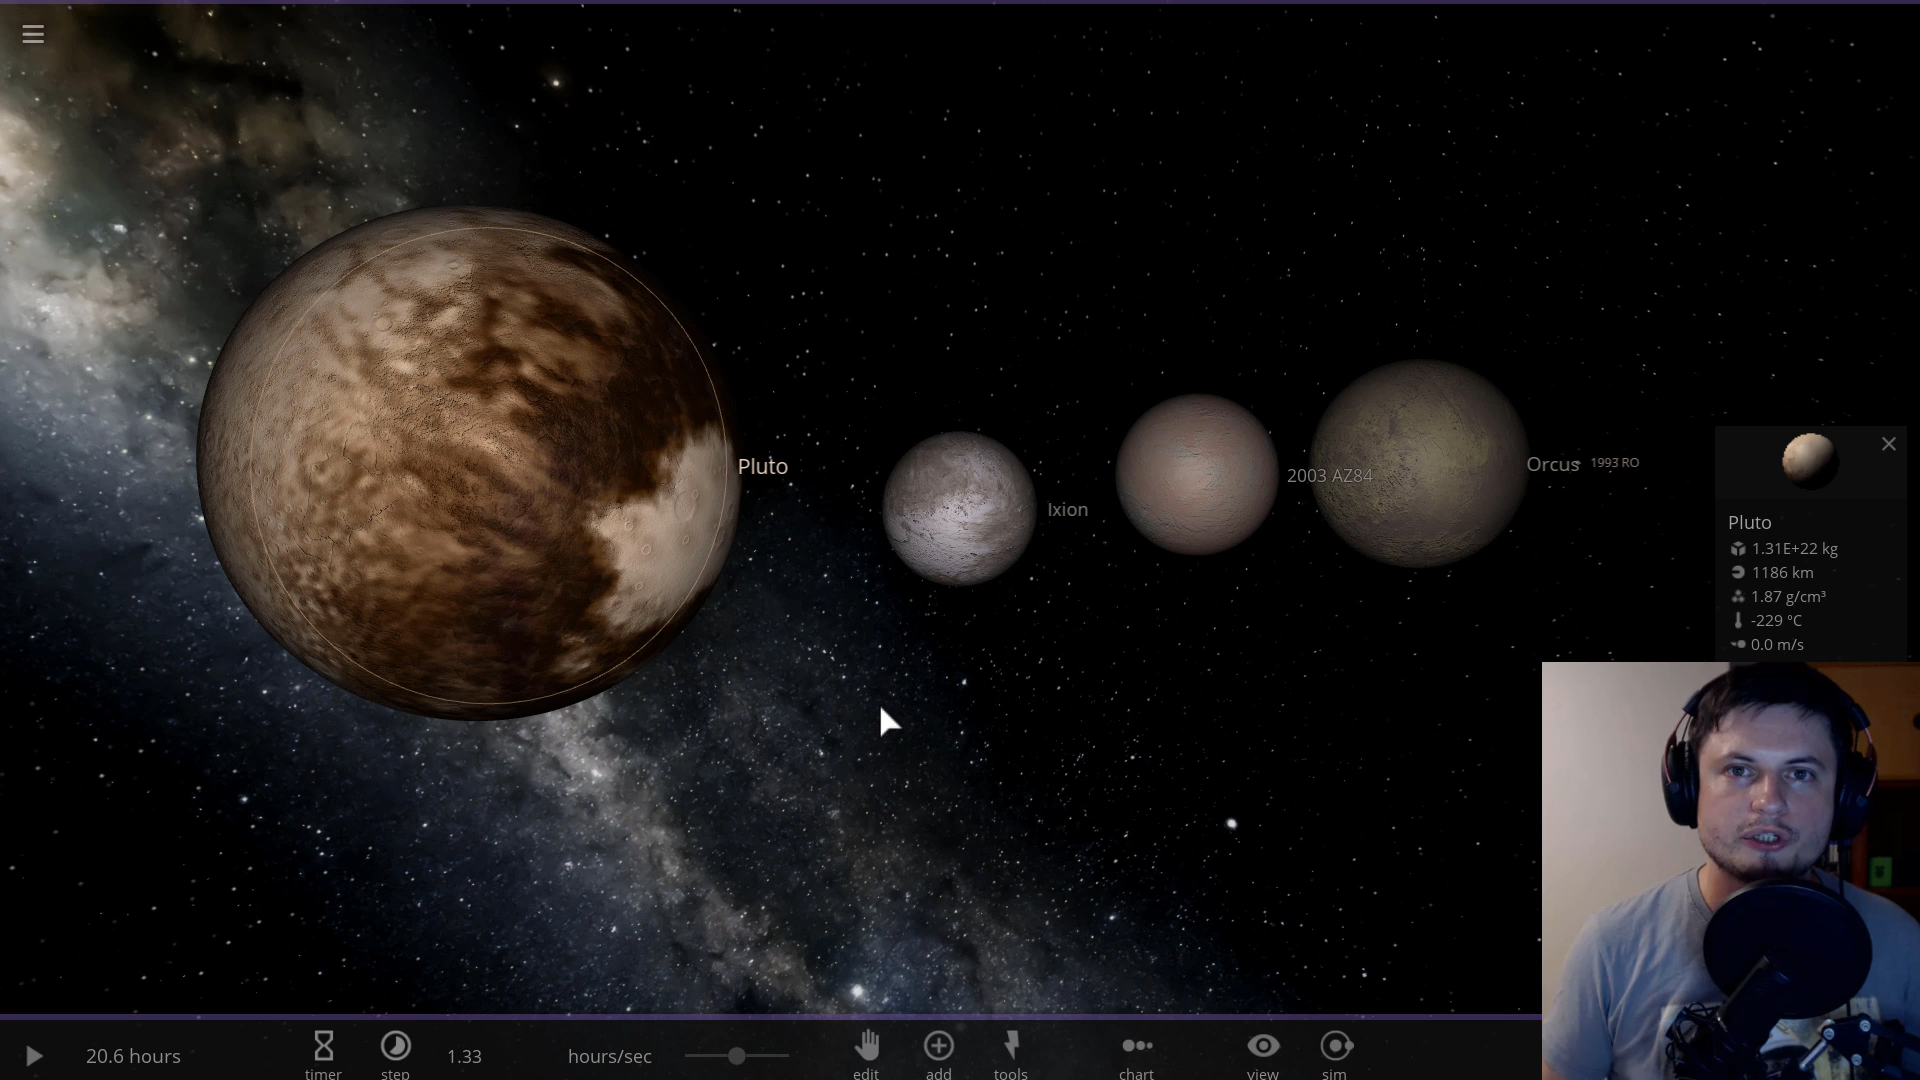 Pluto
Ixion
2003 AZ84
Orcus
1993 RO
Pluto
1.31E+22 kg
1186 km
1.87 g/cm³
-229 °C
0.0 m/s
20.6 hours
timer
step
1.33
hours/sec
edit
add
tools
chart
view
sim